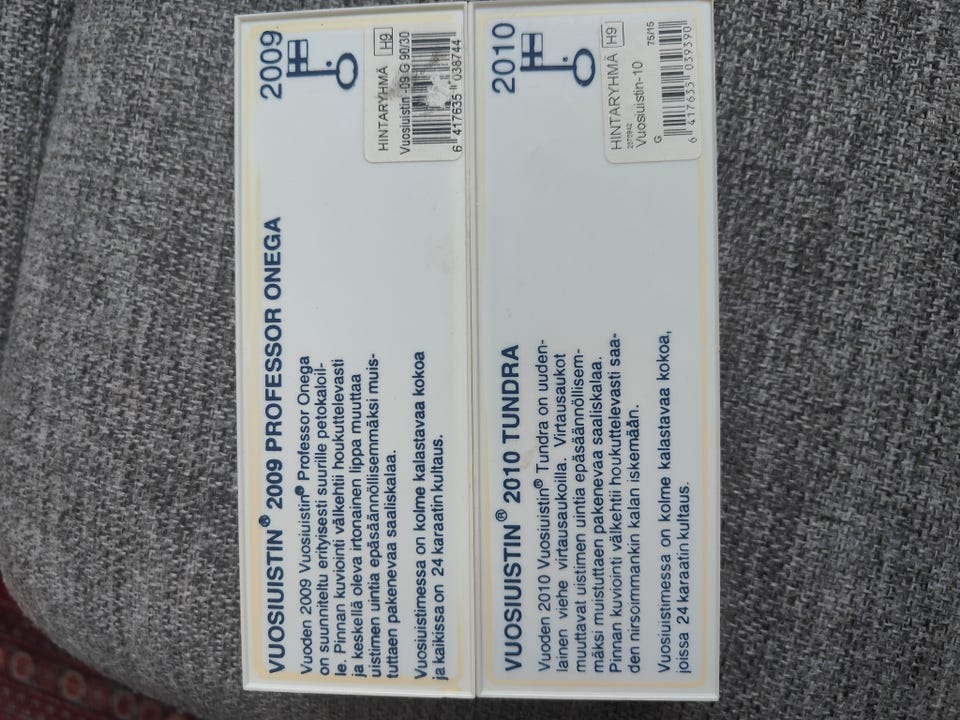 VUOSIUISTIN® 2009 PROFESSOR ONEGA
2009
Vuoden 2009 Vuosiuistin® Professor Onega
on suunniteltu erityisesti suurille petokaloil-
le. Pinnan kuviointi välkehtii houkuttelevasti
ja keskellä oleva irtonainen lippa muuttaa
uistimen uintia epäsäännöllisemmäksi muis-
tuttaen pakenevaa saaliskalaa.
Vuosiuistimessa on kolme kalastavaa kokoa
ja kaikissa on 24 karaatin kultaus.
HINTARYHMÄ H9
Vuosiuistin -09 G 90/30
6 417635 038744
VUOSIUISTIN® 2010 TUNDRA
2010
Vuoden 2010 Vuosiuistin® Tundra on uuden-
lainen viehe virtausaukoilla. Virtausaukot
muuttavat uistimen uintia epäsäännöllisem-
mäksi muistuttaen pakenevaa saaliskalaa.
Pinnan kuviointi välkehtii houkuttelevasti saa-
den nirsoimmankin kalan iskemään.
Vuosiuistimessa on kolme kalastavaa kokoa,
joissa 24 karaatin kultaus.
HINTARYHMÄ H9
Vuosiuistin-10
G 75/15
6 417635 039390